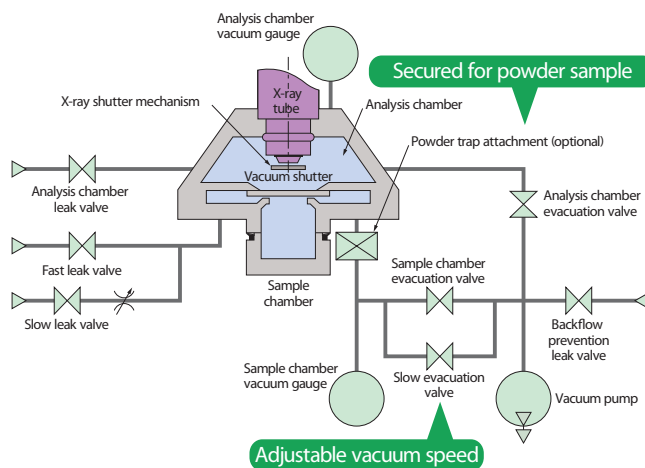 Analysis chamber
vacuum gauge
Secured for powder sample
X-ray
tube
X-ray shutter mechanism
Analysis chamber
Powder trap attachment (optional)
Vacuum shutter
Analysis chamber
leak valve
Analysis chamber
evacuation valve
Fast leak valve
Sample
chamber
Sample chamber
evacuation valve
Slow leak valve
Backflow
prevention
leak valve
Sample chamber
vacuum gauge
Slow evacuation
valve
Vacuum pump
Adjustable vacuum speed